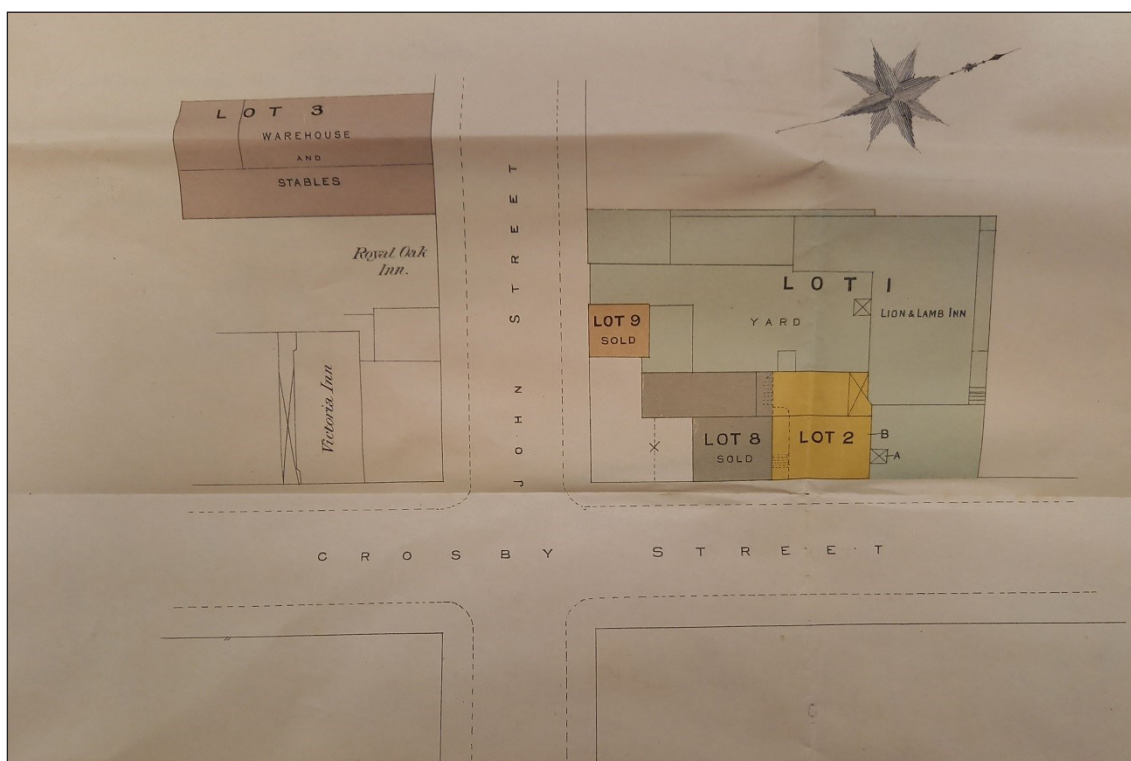 LOT 3
WAREHOUSE
AND
STABLES
Royal Oak
Inn.
Victoria Inn
JOHN STREET
LOT 1
LION & LAMB INN
YARD
LOT 9
SOLD
LOT 8
SOLD
LOT 2
B
A
CROSBY STREET